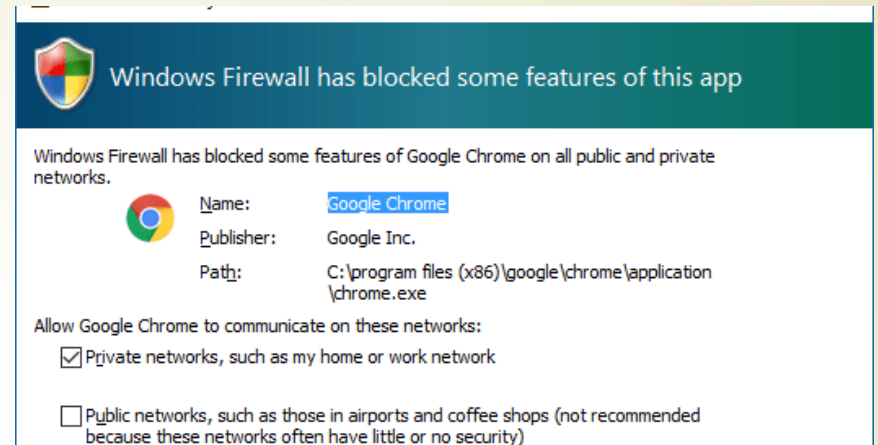 Windows Firewall has blocked some features of this app
Windows Firewall has blocked some features of Google Chrome on all public and private
networks.
Name: Google Chrome
Publisher: Google Inc.
Path: C:\program files (x86)\google\chrome\application
\chrome.exe
Allow Google Chrome to communicate on these networks:
Private networks, such as my home or work network
Public networks, such as those in airports and coffee shops (not recommended
because these networks often have little or no security)